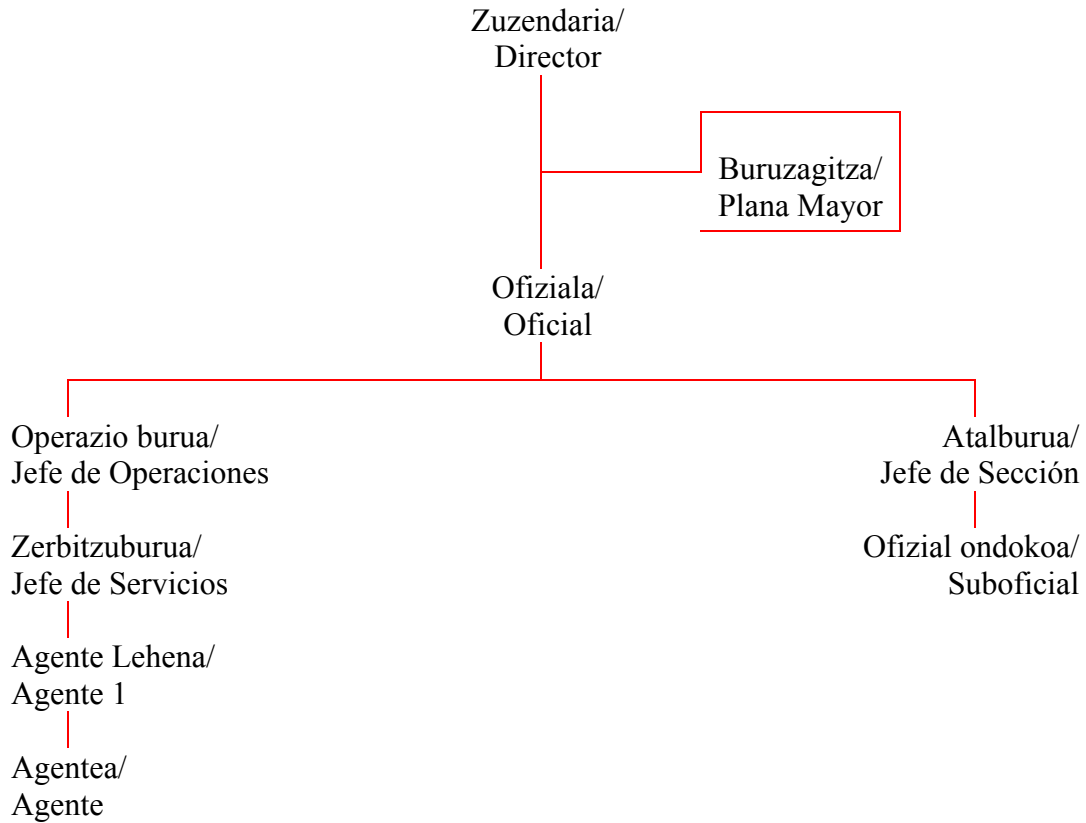 Zuzendaria/
Director
Buruzagitza/
Plana Mayor
Ofiziala/
Oficial
Operazio burua/
Jefe de Operaciones
Atalburua/
Jefe de Sección
Zerbitzuburua/
Jefe de Servicios
Ofizial ondokoa/
Suboficial
Agente Lehena/
Agente 1
Agentea/
Agente